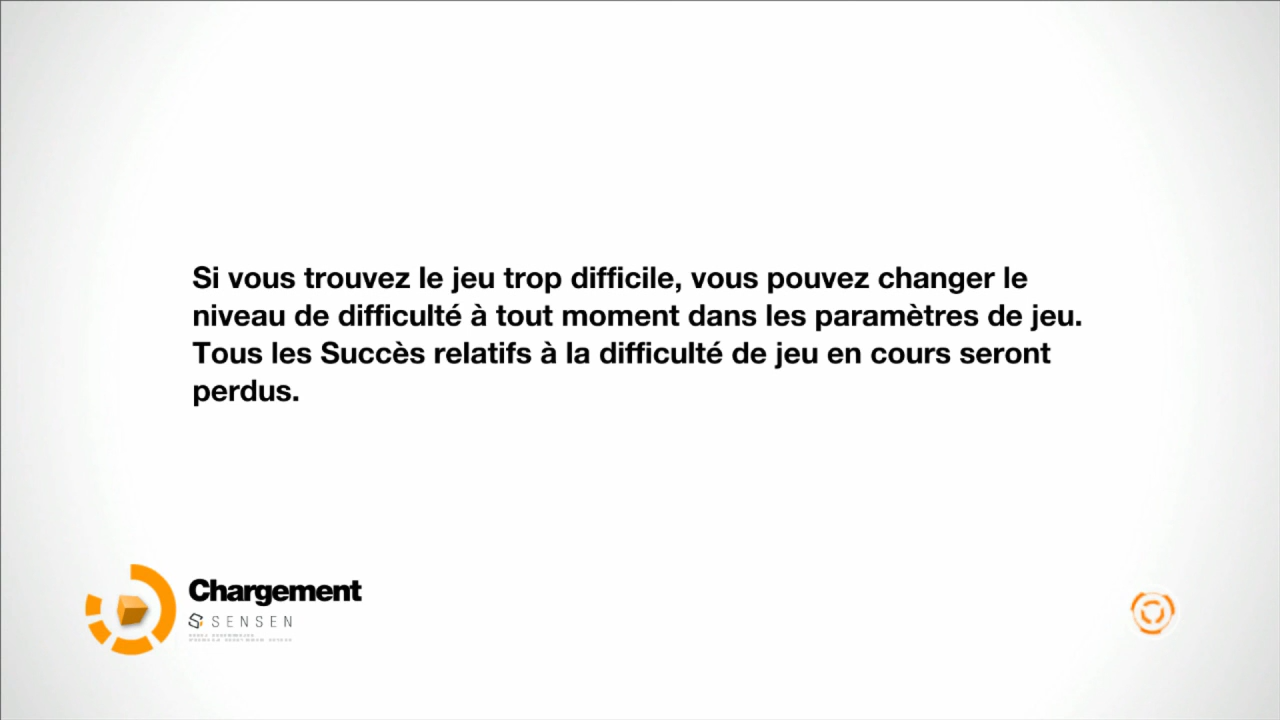 Si vous trouvez le jeu trop difficile, vous pouvez changer le
niveau de difficulté à tout moment dans les paramètres de jeu.
Tous les Succès relatifs à la difficulté de jeu en cours seront
perdus.
Chargement
SENSEN